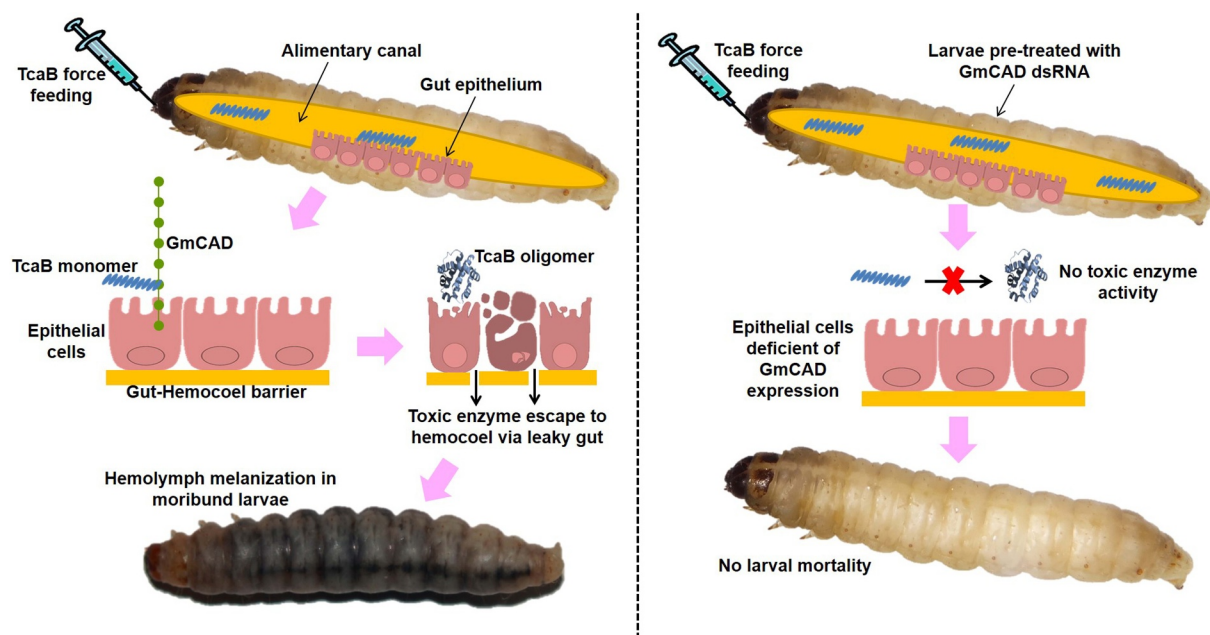 TcaB force
feeding
Alimentary canal
Gut epithelium
GmCAD
TcaB monomer
Epithelial
cells
Gut-Hemocoel barrier
TcaB oligomer
Toxic enzyme escape to
hemocoel via leaky gut
Hemolymph melanization in
moribund larvae
TcaB force
feeding
Larvae pre-treated with
GmCAD dsRNA
No toxic enzyme
activity
Epithelial cells
deficient of
GmCAD
expression
No larval mortality